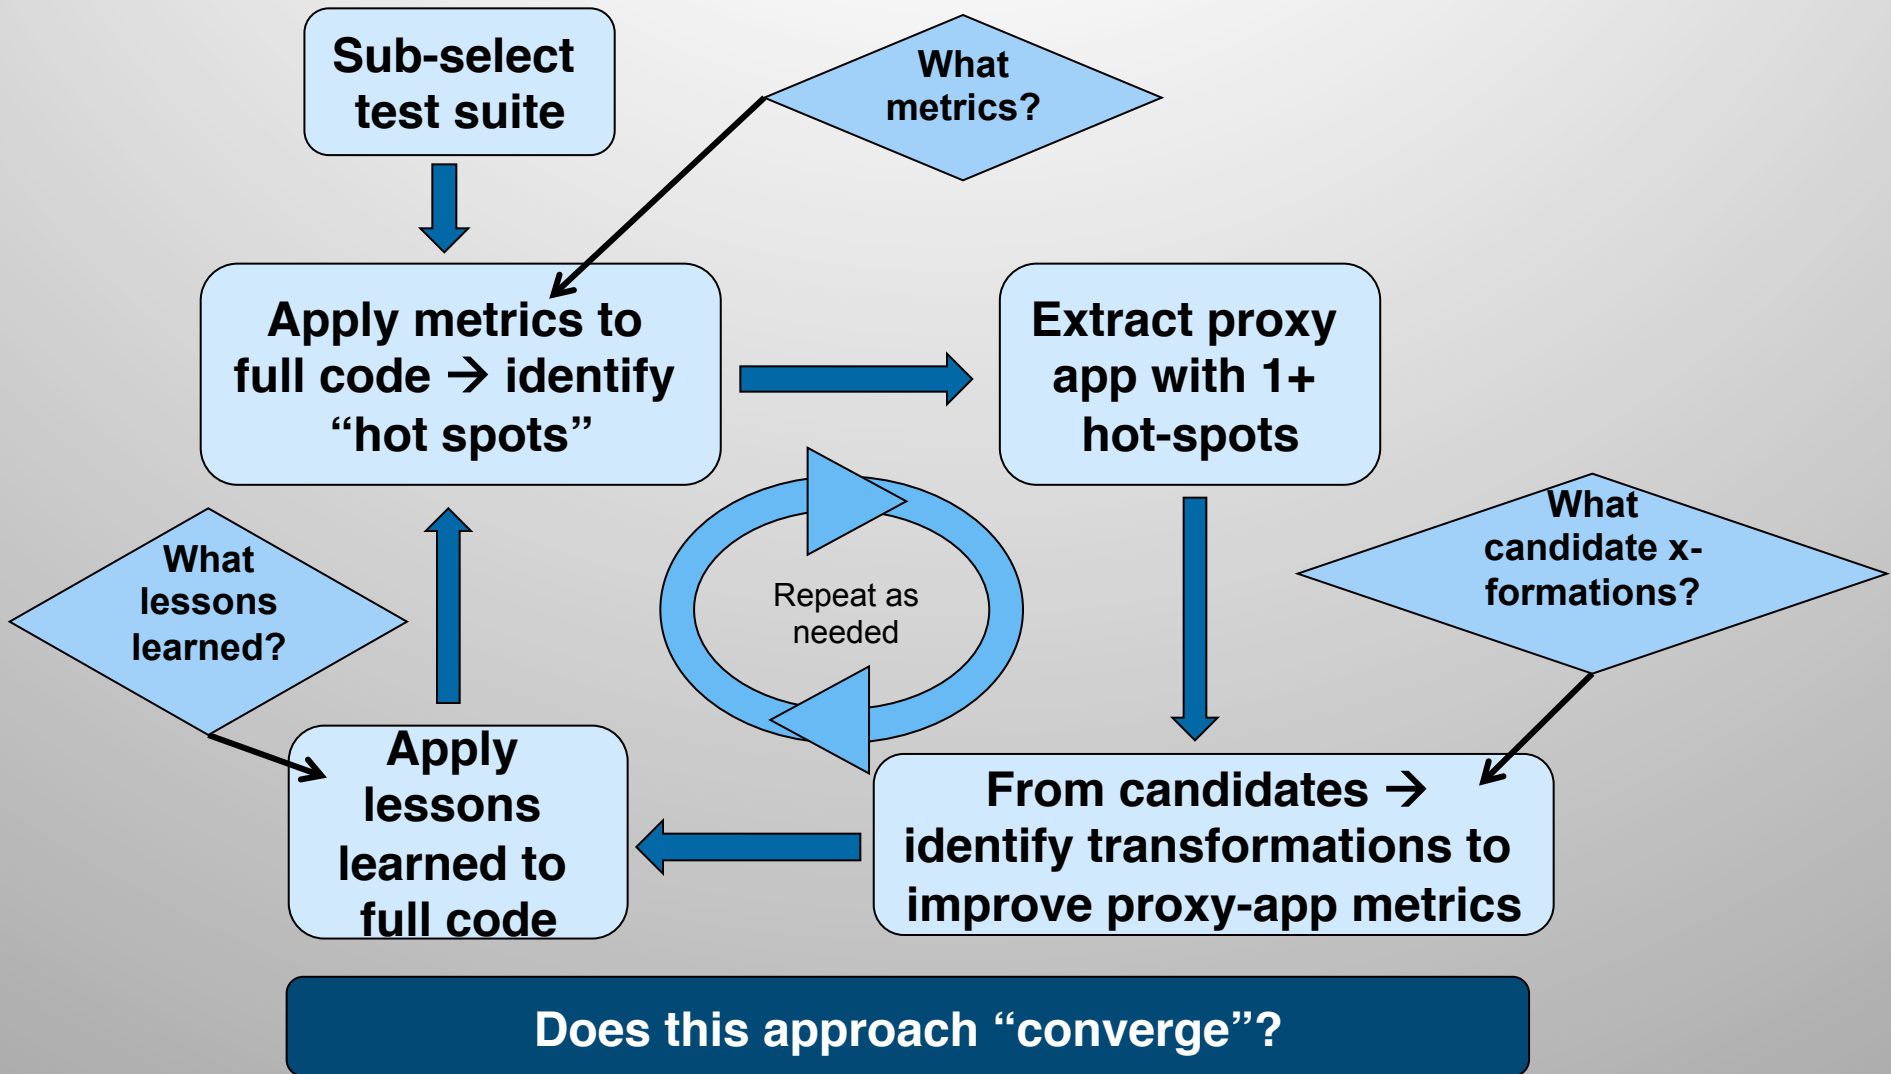 Sub-select
test suite
What
metrics?
Apply metrics to
full code → identify
“hot spots”
Extract proxy
app with 1+
hot-spots
What
lessons
learned?
Repeat as
needed
What
candidate x-
formations?
Apply
lessons
learned to
full code
From candidates →
identify transformations to
improve proxy-app metrics
Does this approach “converge”?